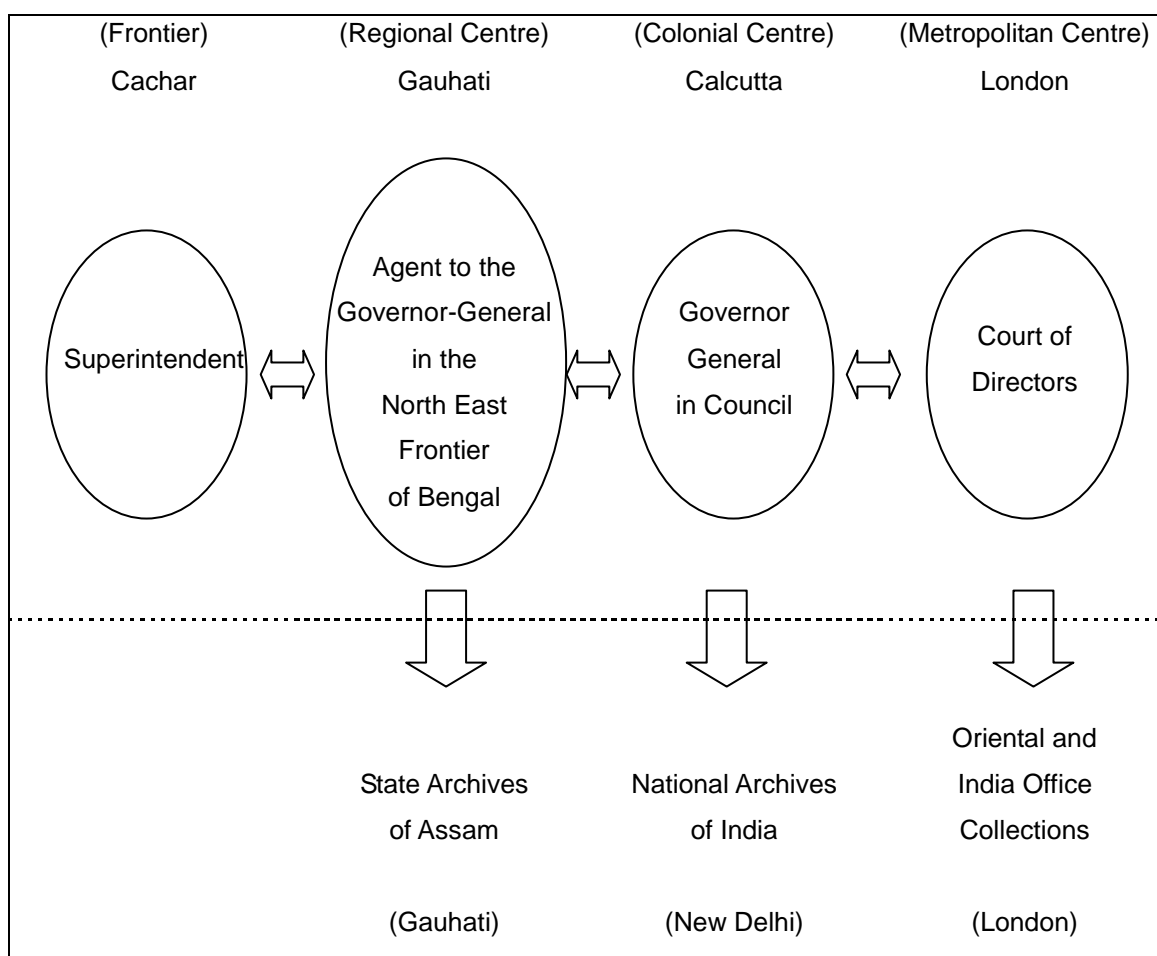 (Frontier)
Cachar
(Regional Centre)
Gauhati
(Colonial Centre)
Calcutta
(Metropolitan Centre)
London
Superintendent
Agent to the
Governor-General
in the
North East
Frontier
of Bengal
Governor
General
in Council
Court of
Directors
State Archives
of Assam
(Gauhati)
National Archives
of India
(New Delhi)
Oriental and
India Office
Collections
(London)